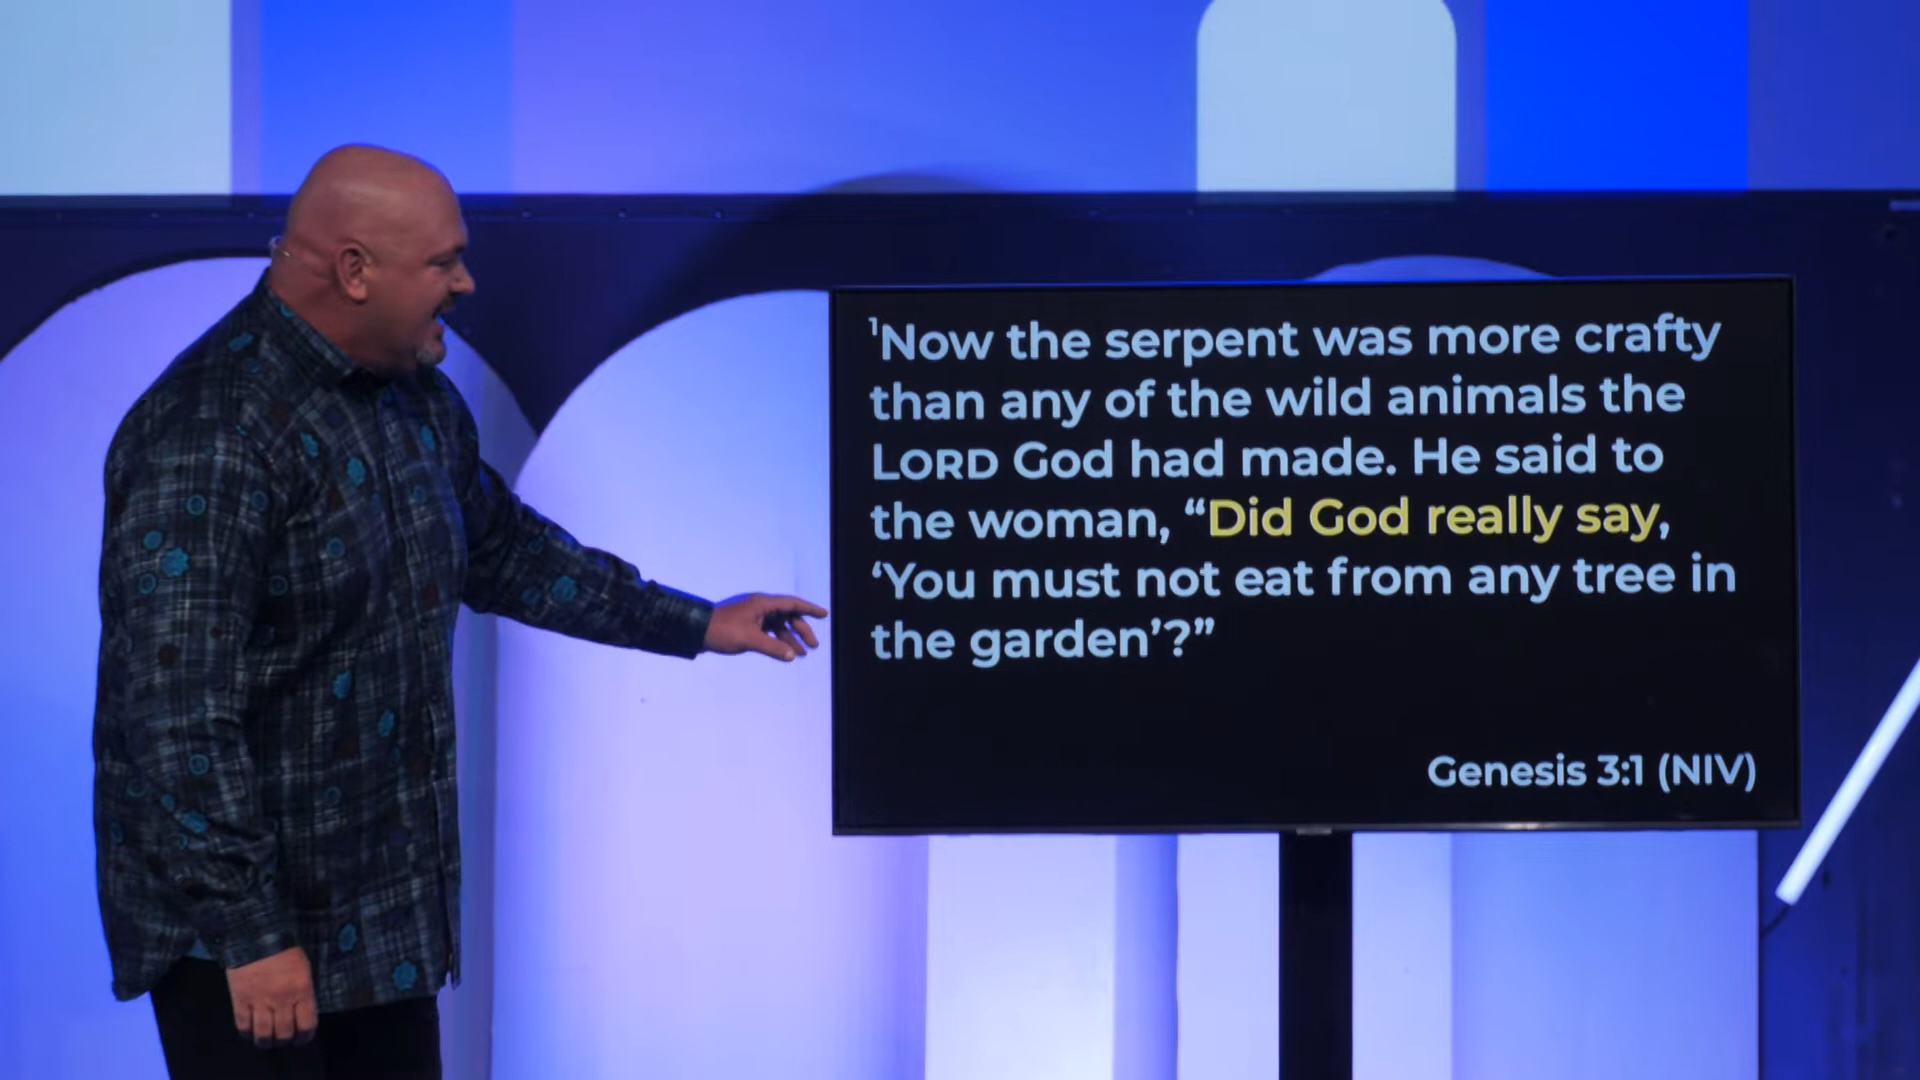 ¹Now the serpent was more crafty
than any of the wild animals the
LORD God had made. He said to
the woman, “Did God really say,
‘You must not eat from any tree in
the garden’?”
Genesis 3:1 (NIV)